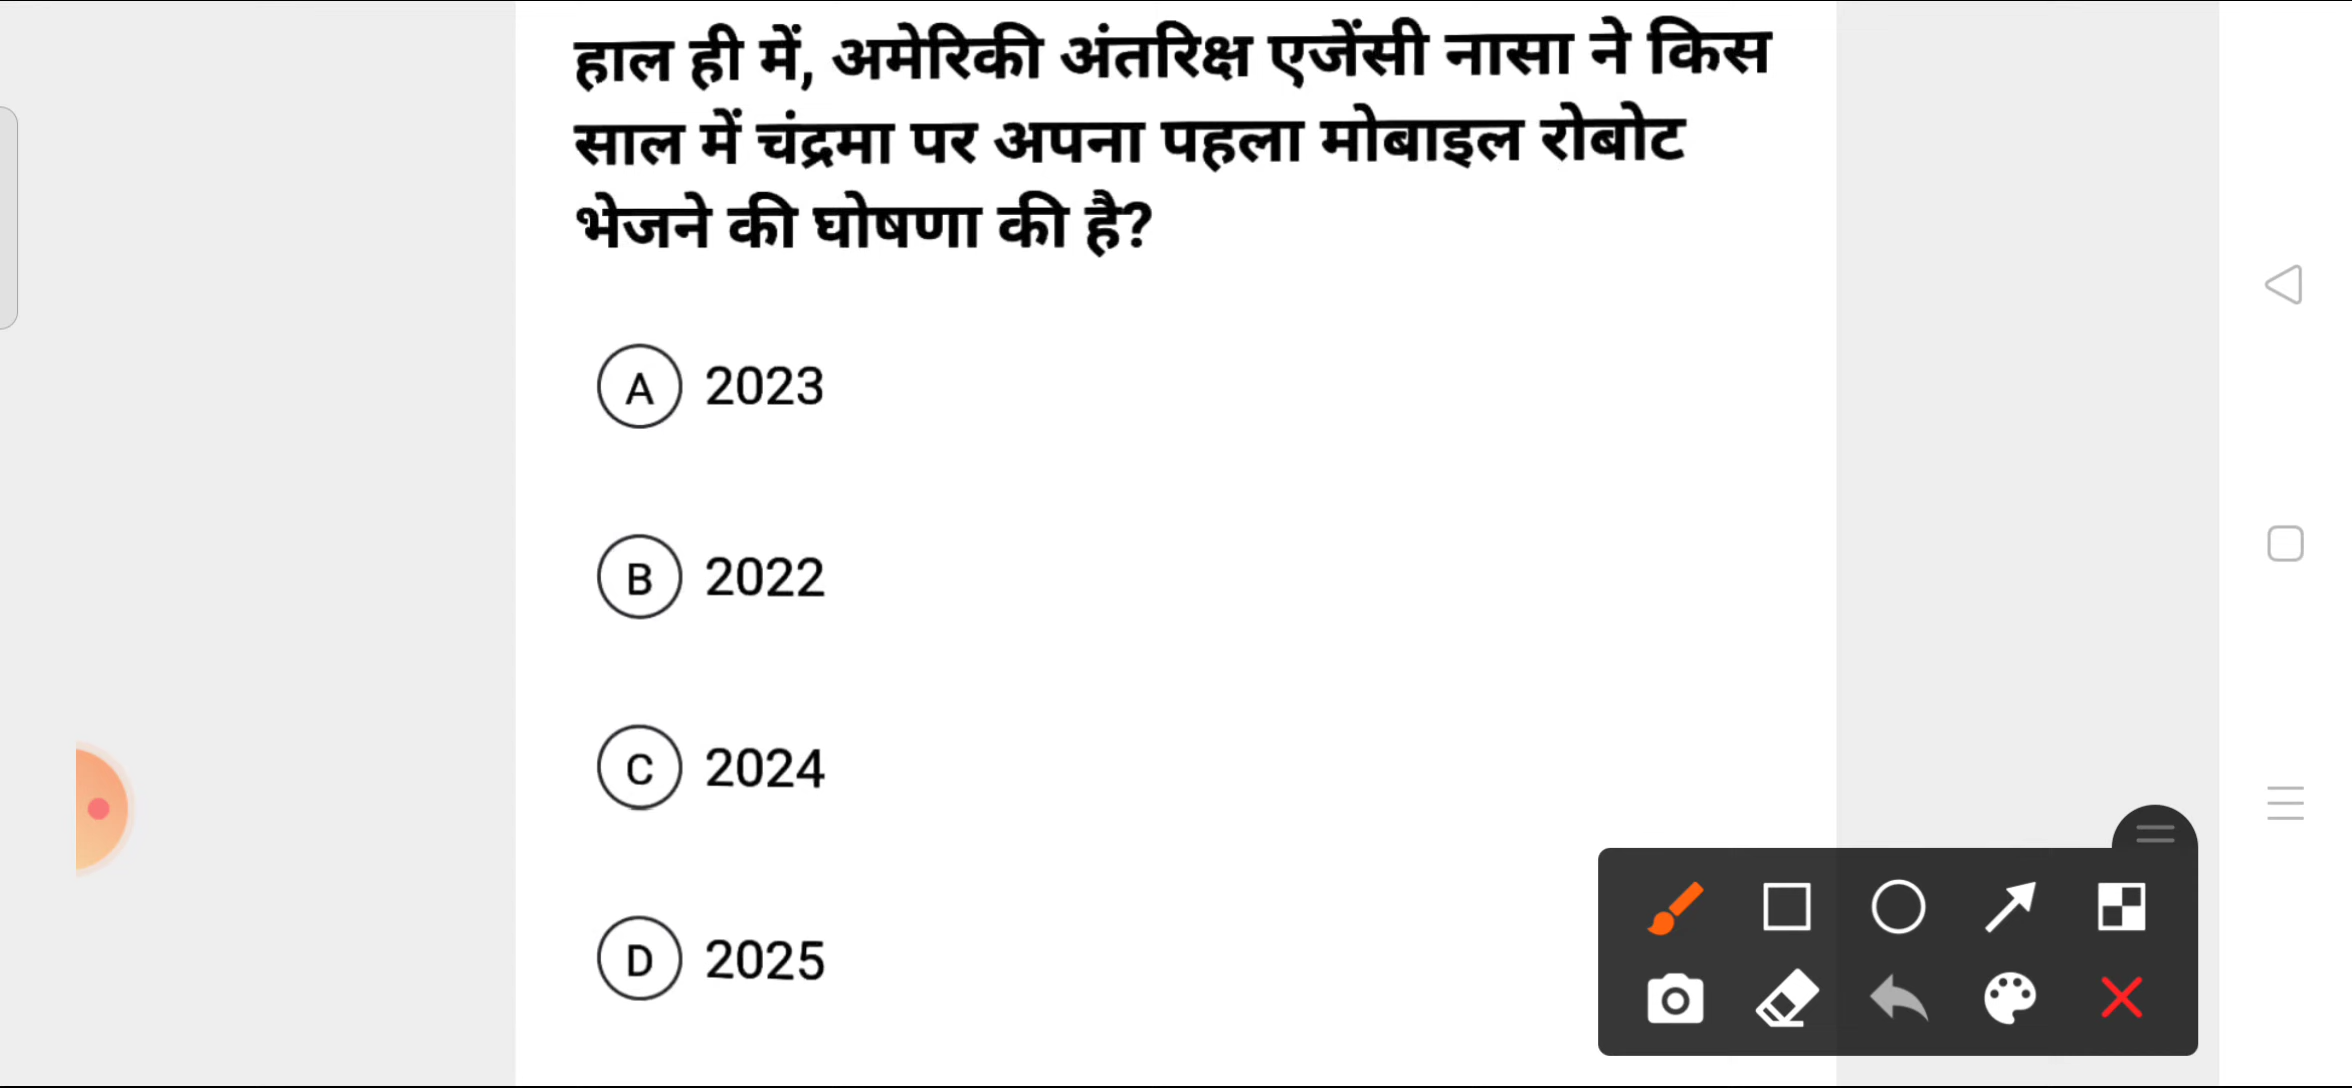 हाल ही में, अमेरिकी अंतरिक्ष एजेंसी नासा ने किस
साल में चंद्रमा पर अपना पहला मोबाइल रोबोट
भेजने की घोषणा की है?
A 2023
B 2022
C 2024
D 2025